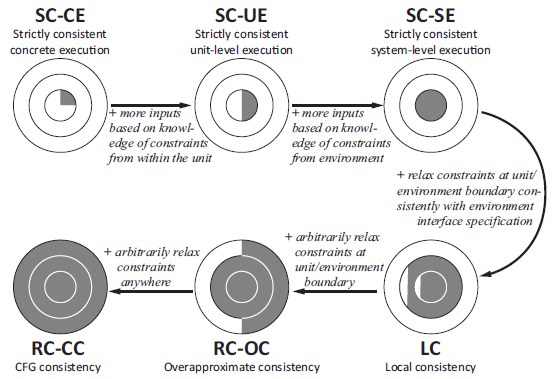 SC-CE
Strictly consistent
concrete execution
SC-UE
Strictly consistent
unit-level execution
SC-SE
Strictly consistent
system-level execution
+ more inputs
based on knowl-
edge of constraints
from within the unit
+ more inputs
based on knowl-
edge of constraints
from environment
+ relax constraints at unit/
environment boundary con-
sistently with environment
interface specification
+ arbitrarily relax
constraints at
unit/environment
boundary
+ arbitrarily relax
constraints
anywhere
RC-CC
CFG consistency
RC-OC
Overapproximate consistency
LC
Local consistency